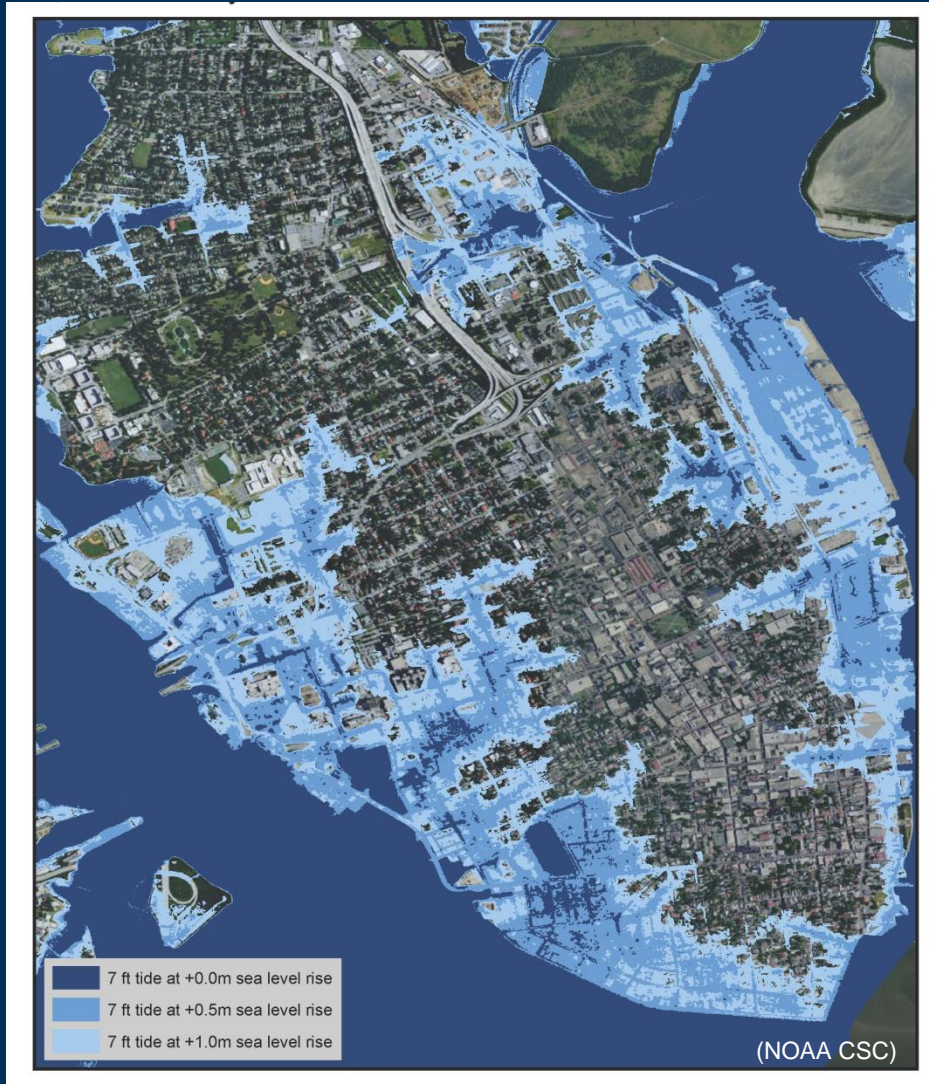 7 ft tide at +0.0m sea level rise
7 ft tide at +0.5m sea level rise
7 ft tide at +1.0m sea level rise
(NOAA CSC)